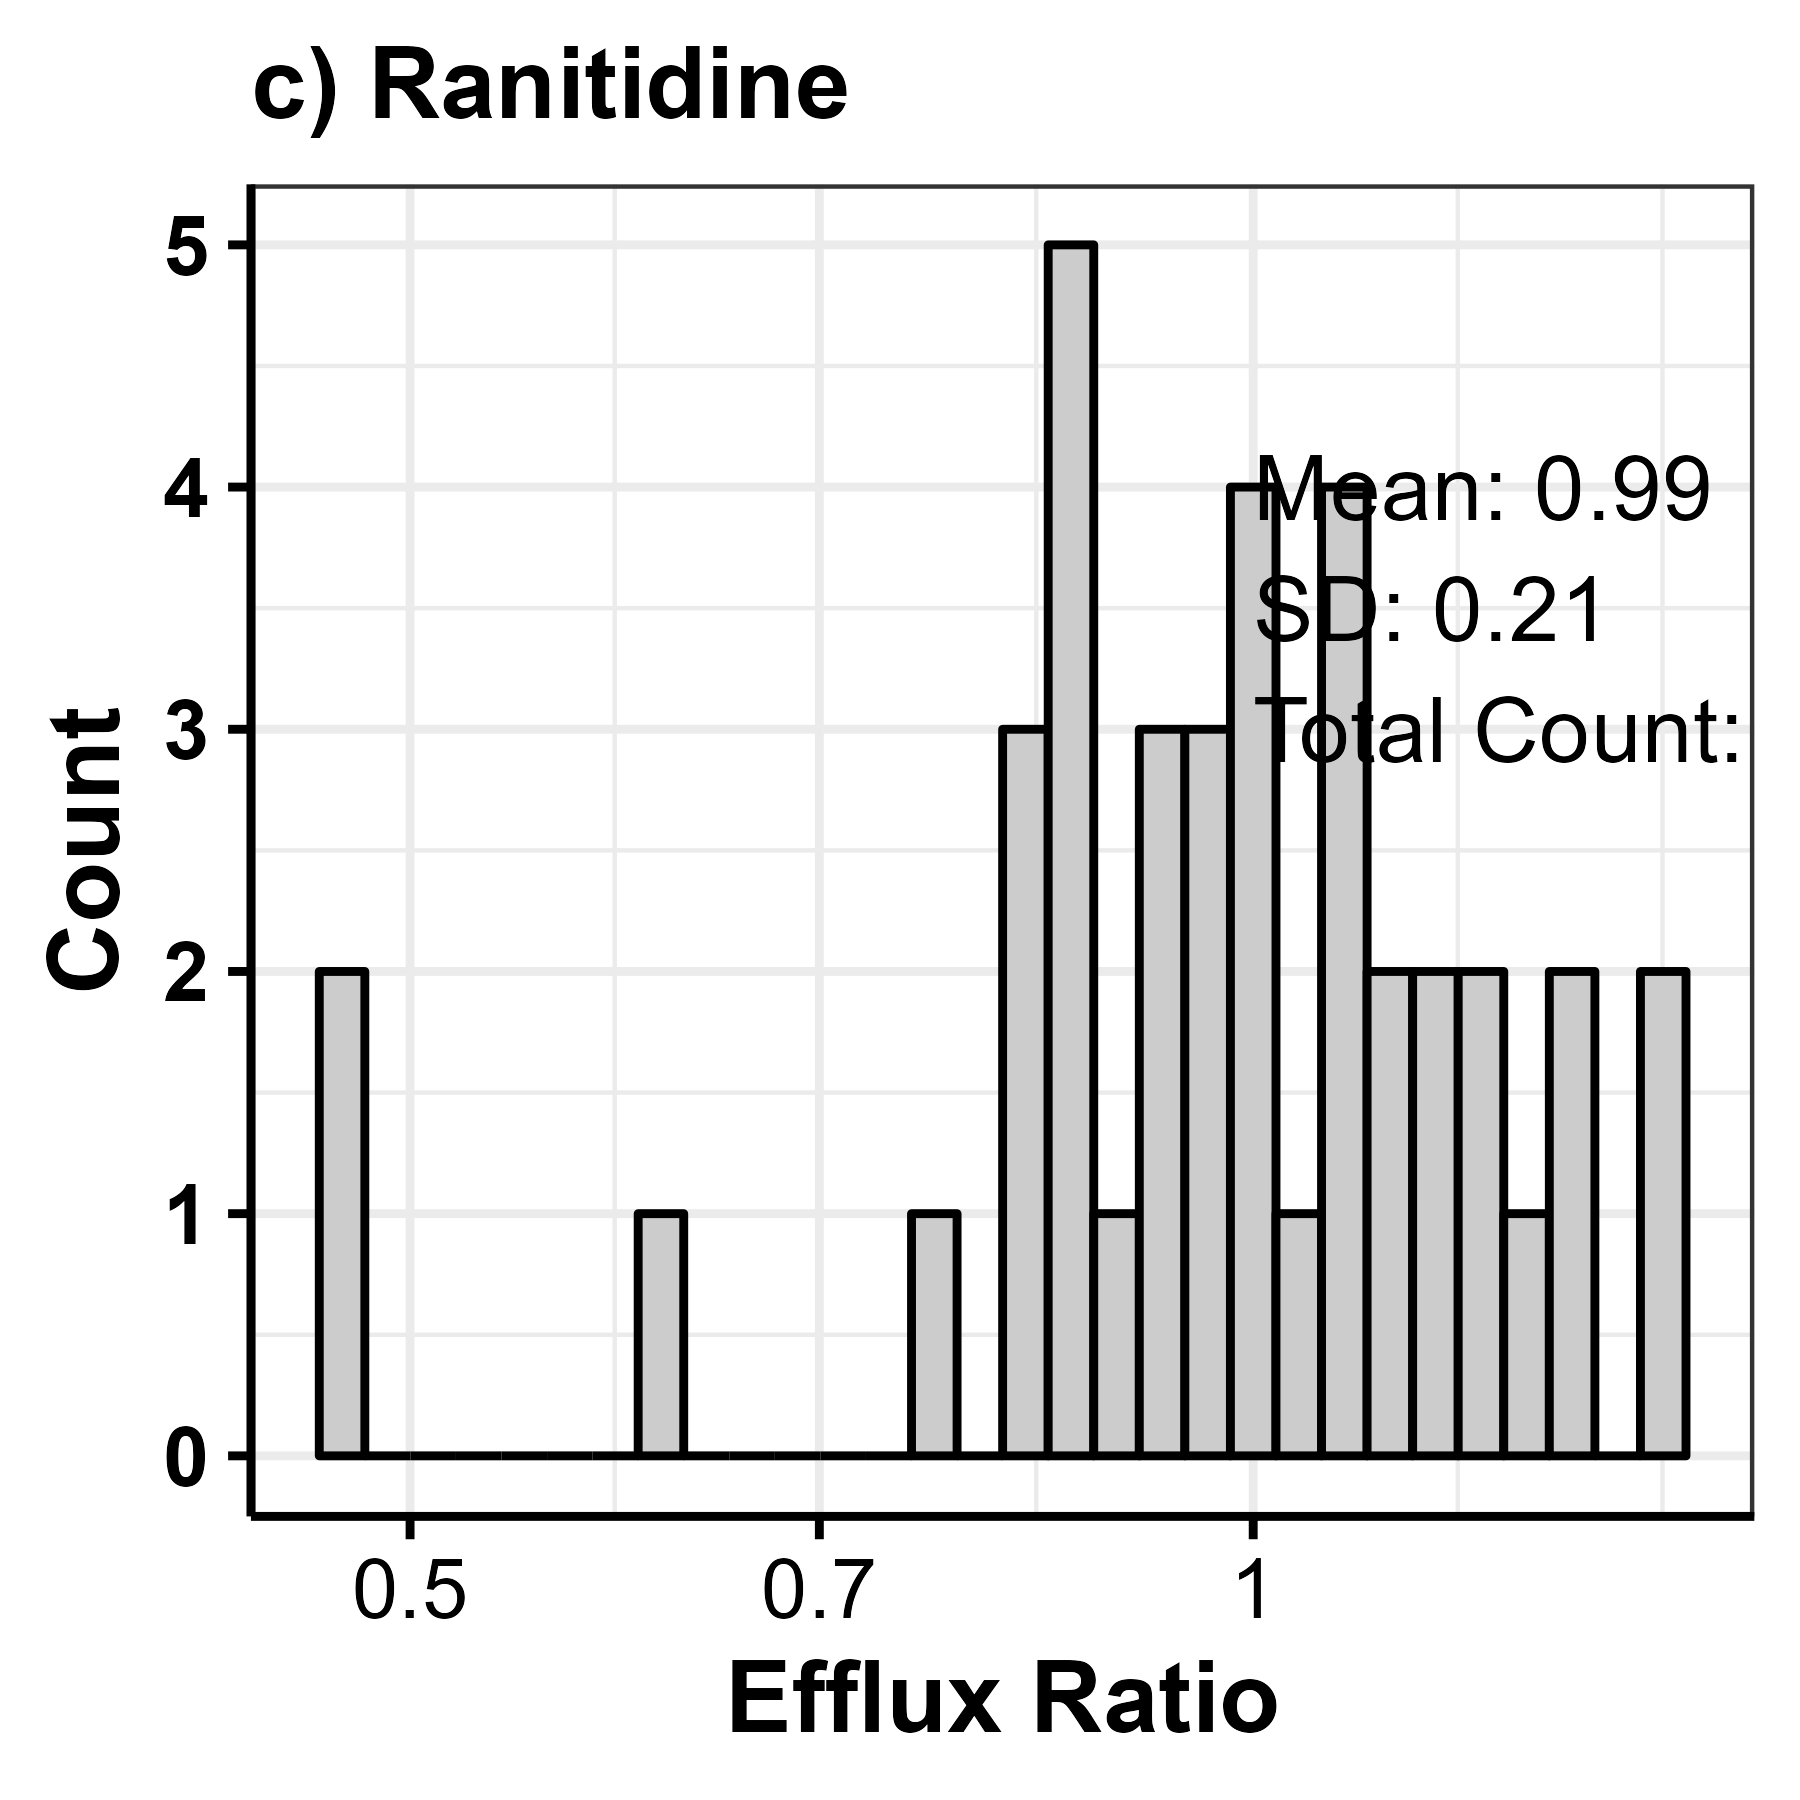 c) Ranitidine
5
4
3
2
1
0
Count
Mean: 0.99
SD: 0.21
Total Count:
0.5
0.7
1
Efflux Ratio